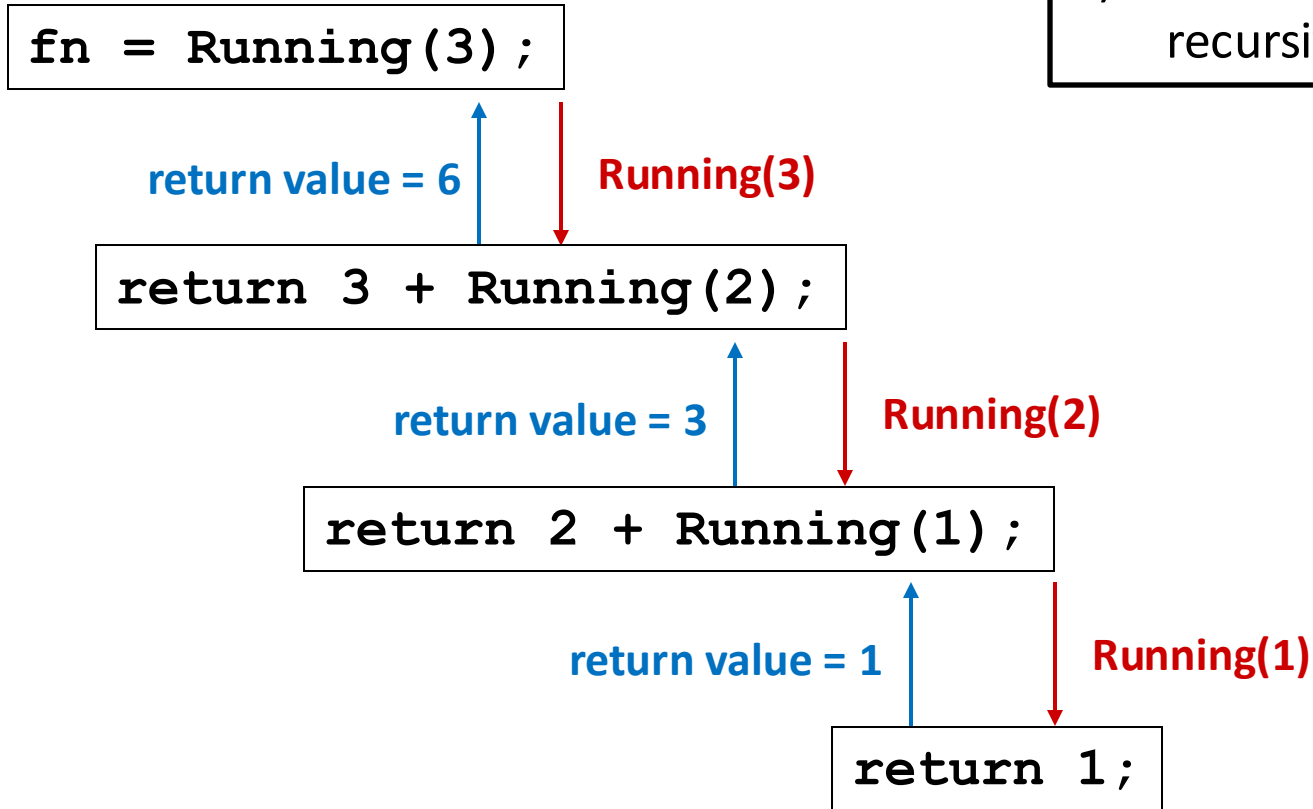 fn = Running(3);
recursi
return value = 6
Running(3)
return 3 + Running(2);
return value = 3
Running(2)
return 2 + Running(1);
return value = 1
Running(1)
return 1;